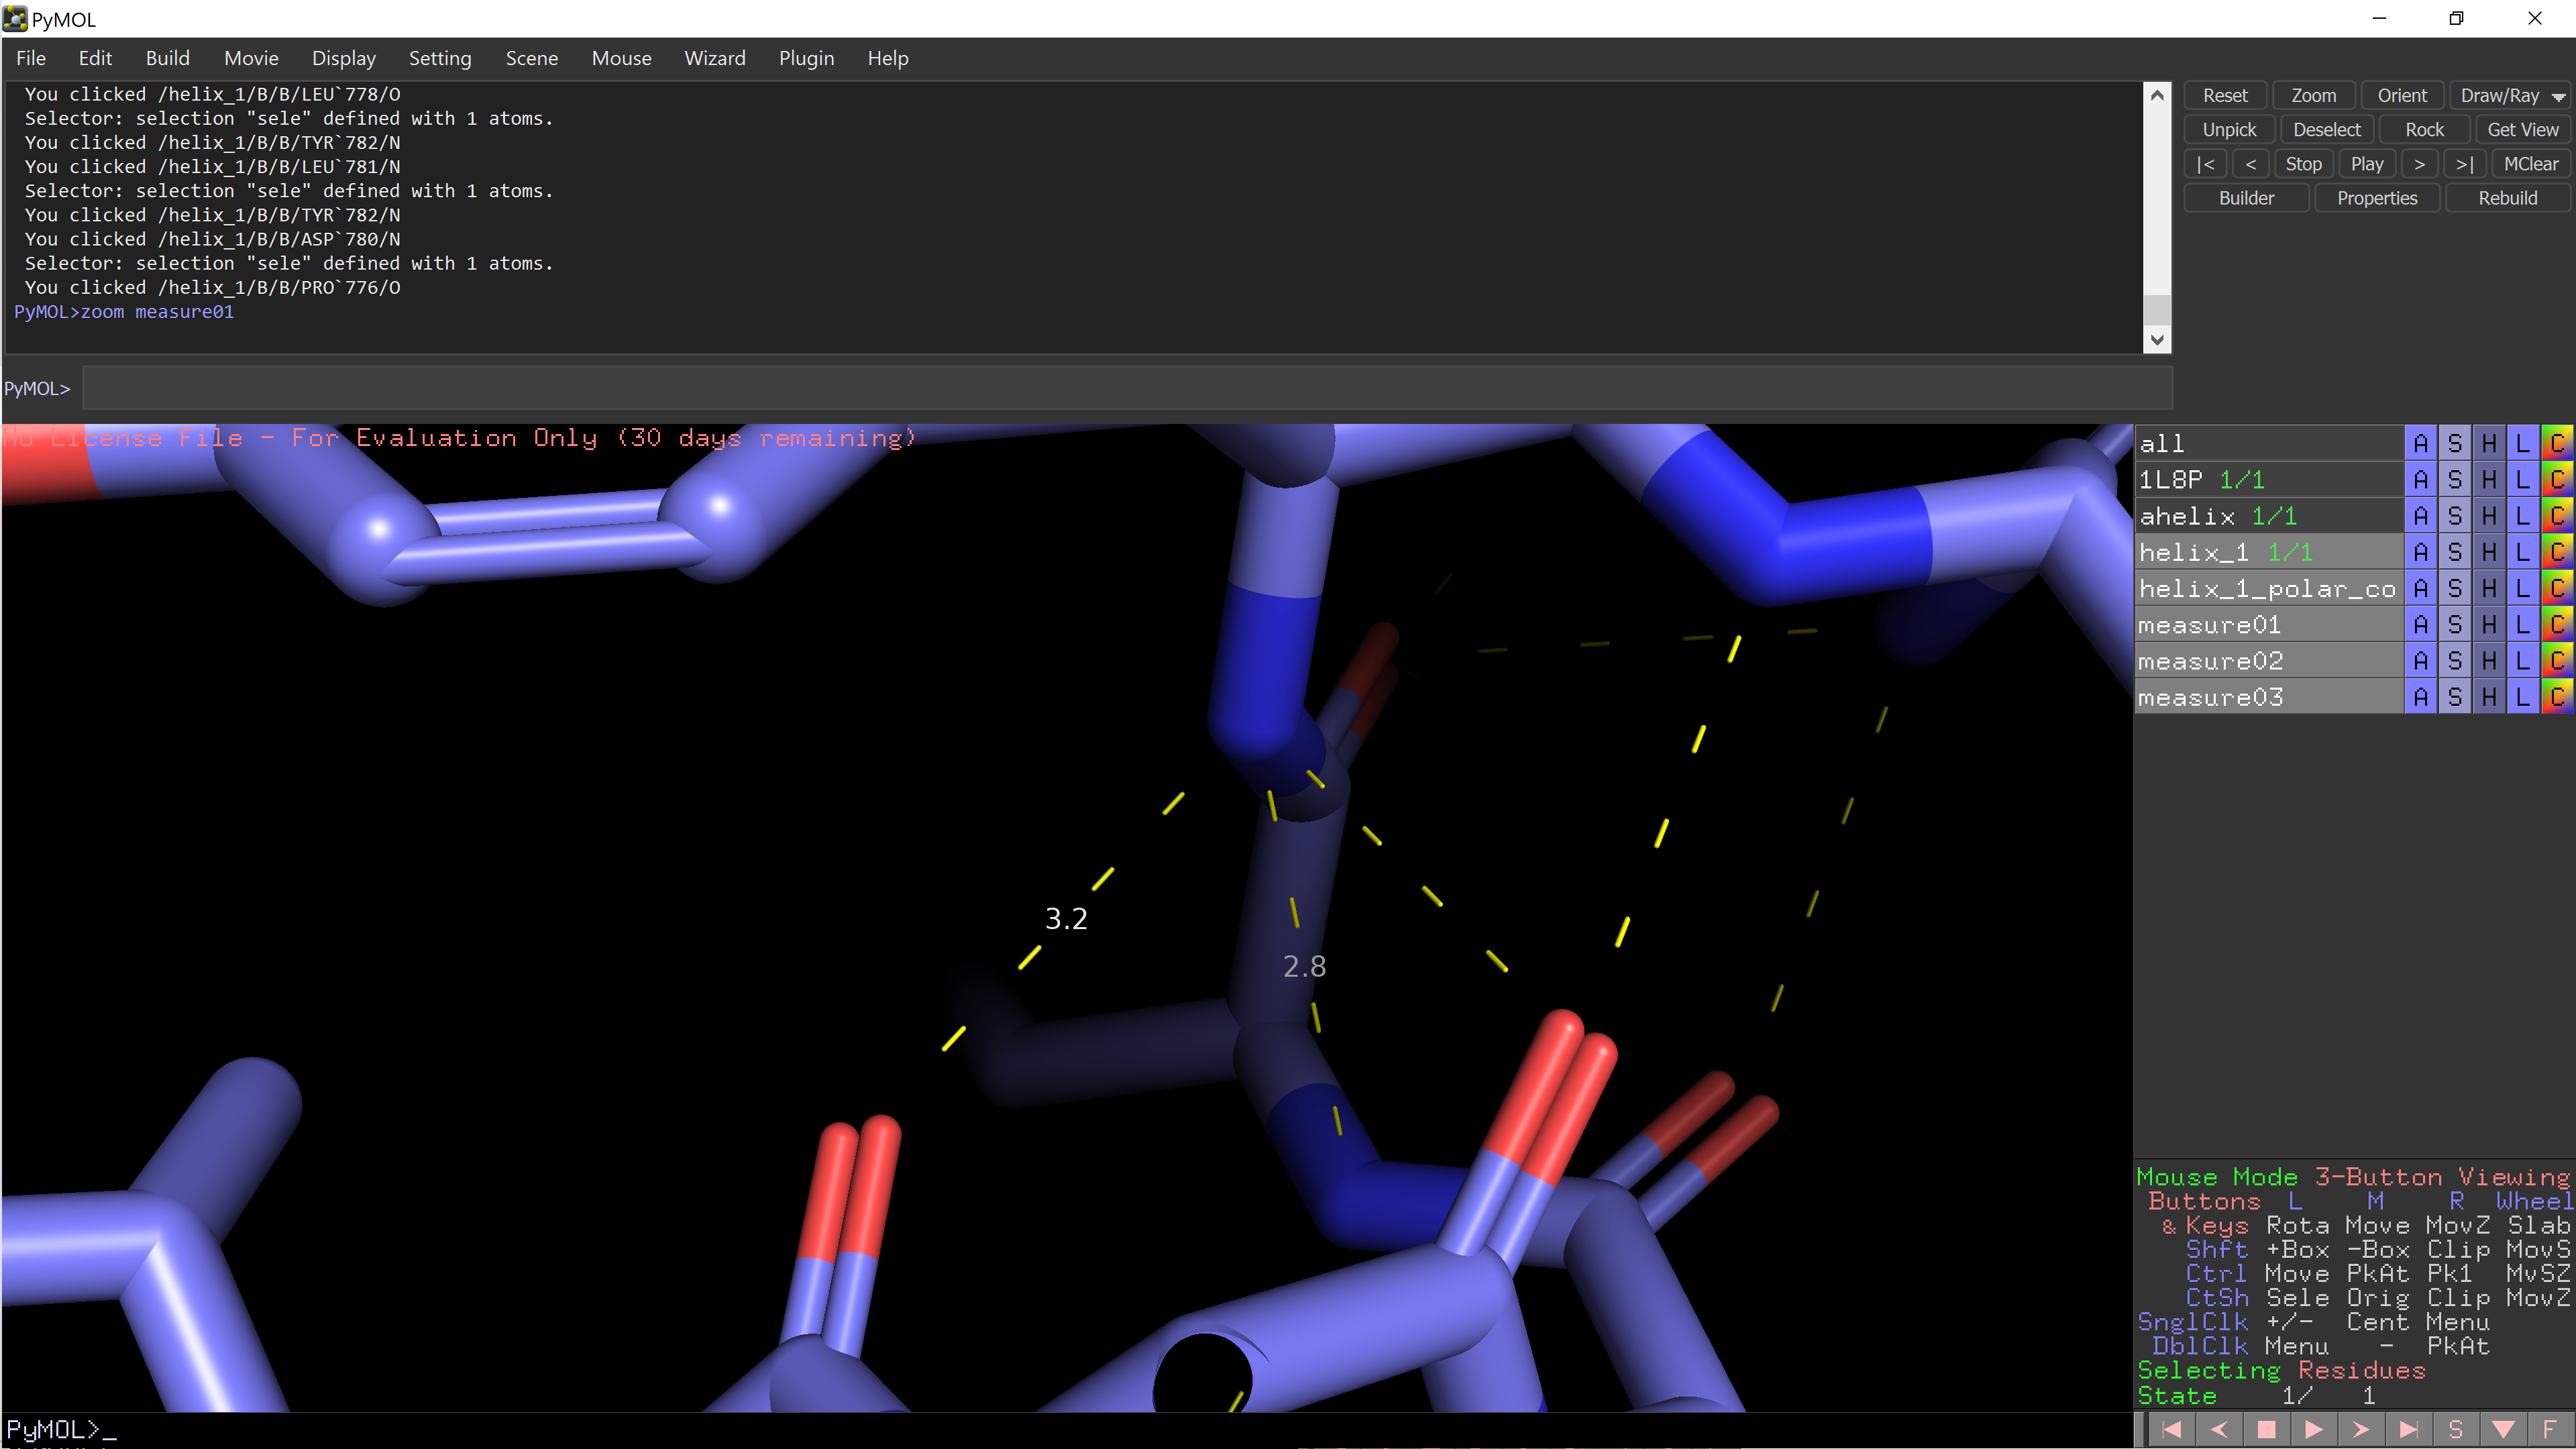 PyMOL
File Edit Build Movie Display Setting Scene Mouse Wizard Plugin Help
You clicked /helix_1/B/B/LEU`778/O
Selector: selection "sele" defined with 1 atoms.
You clicked /helix_1/B/B/TYR`782/N
You clicked /helix_1/B/B/LEU`781/N
Selector: selection "sele" defined with 1 atoms.
You clicked /helix_1/B/B/TYR`782/N
You clicked /helix_1/B/B/ASP`780/N
Selector: selection "sele" defined with 1 atoms.
You clicked /helix_1/B/B/PRO`776/O
PyMOL>zoom measure01
PyMOL>
Reset Zoom Orient Draw/Ray
Unpick Deselect Rock Get View
|< < Stop Play > >| MClear
Builder Properties Rebuild
No License File - For Evaluation Only (30 days remaining)
3.2
2.8
all A S H L C
1L8P 1/1 A S H L C
ahelix 1/1 A S H L C
helix_1 1/1 A S H L C
helix_1_polar_co A S H L C
measure01 A S H L C
measure02 A S H L C
measure03 A S H L C
Mouse Mode 3-Button Viewing
Buttons L M R Wheel
& Keys Rota Move MovZ Slab
Shft +Box -Box Clip MovS
Ctrl Move PkAt Pk1 MvSZ
CtSh Sele Orig Clip MovZ
SnglClk +/- Cent Menu
DblClk Menu - PkAt
Selecting Residues
State 1/ 1
PyMOL>_
S F